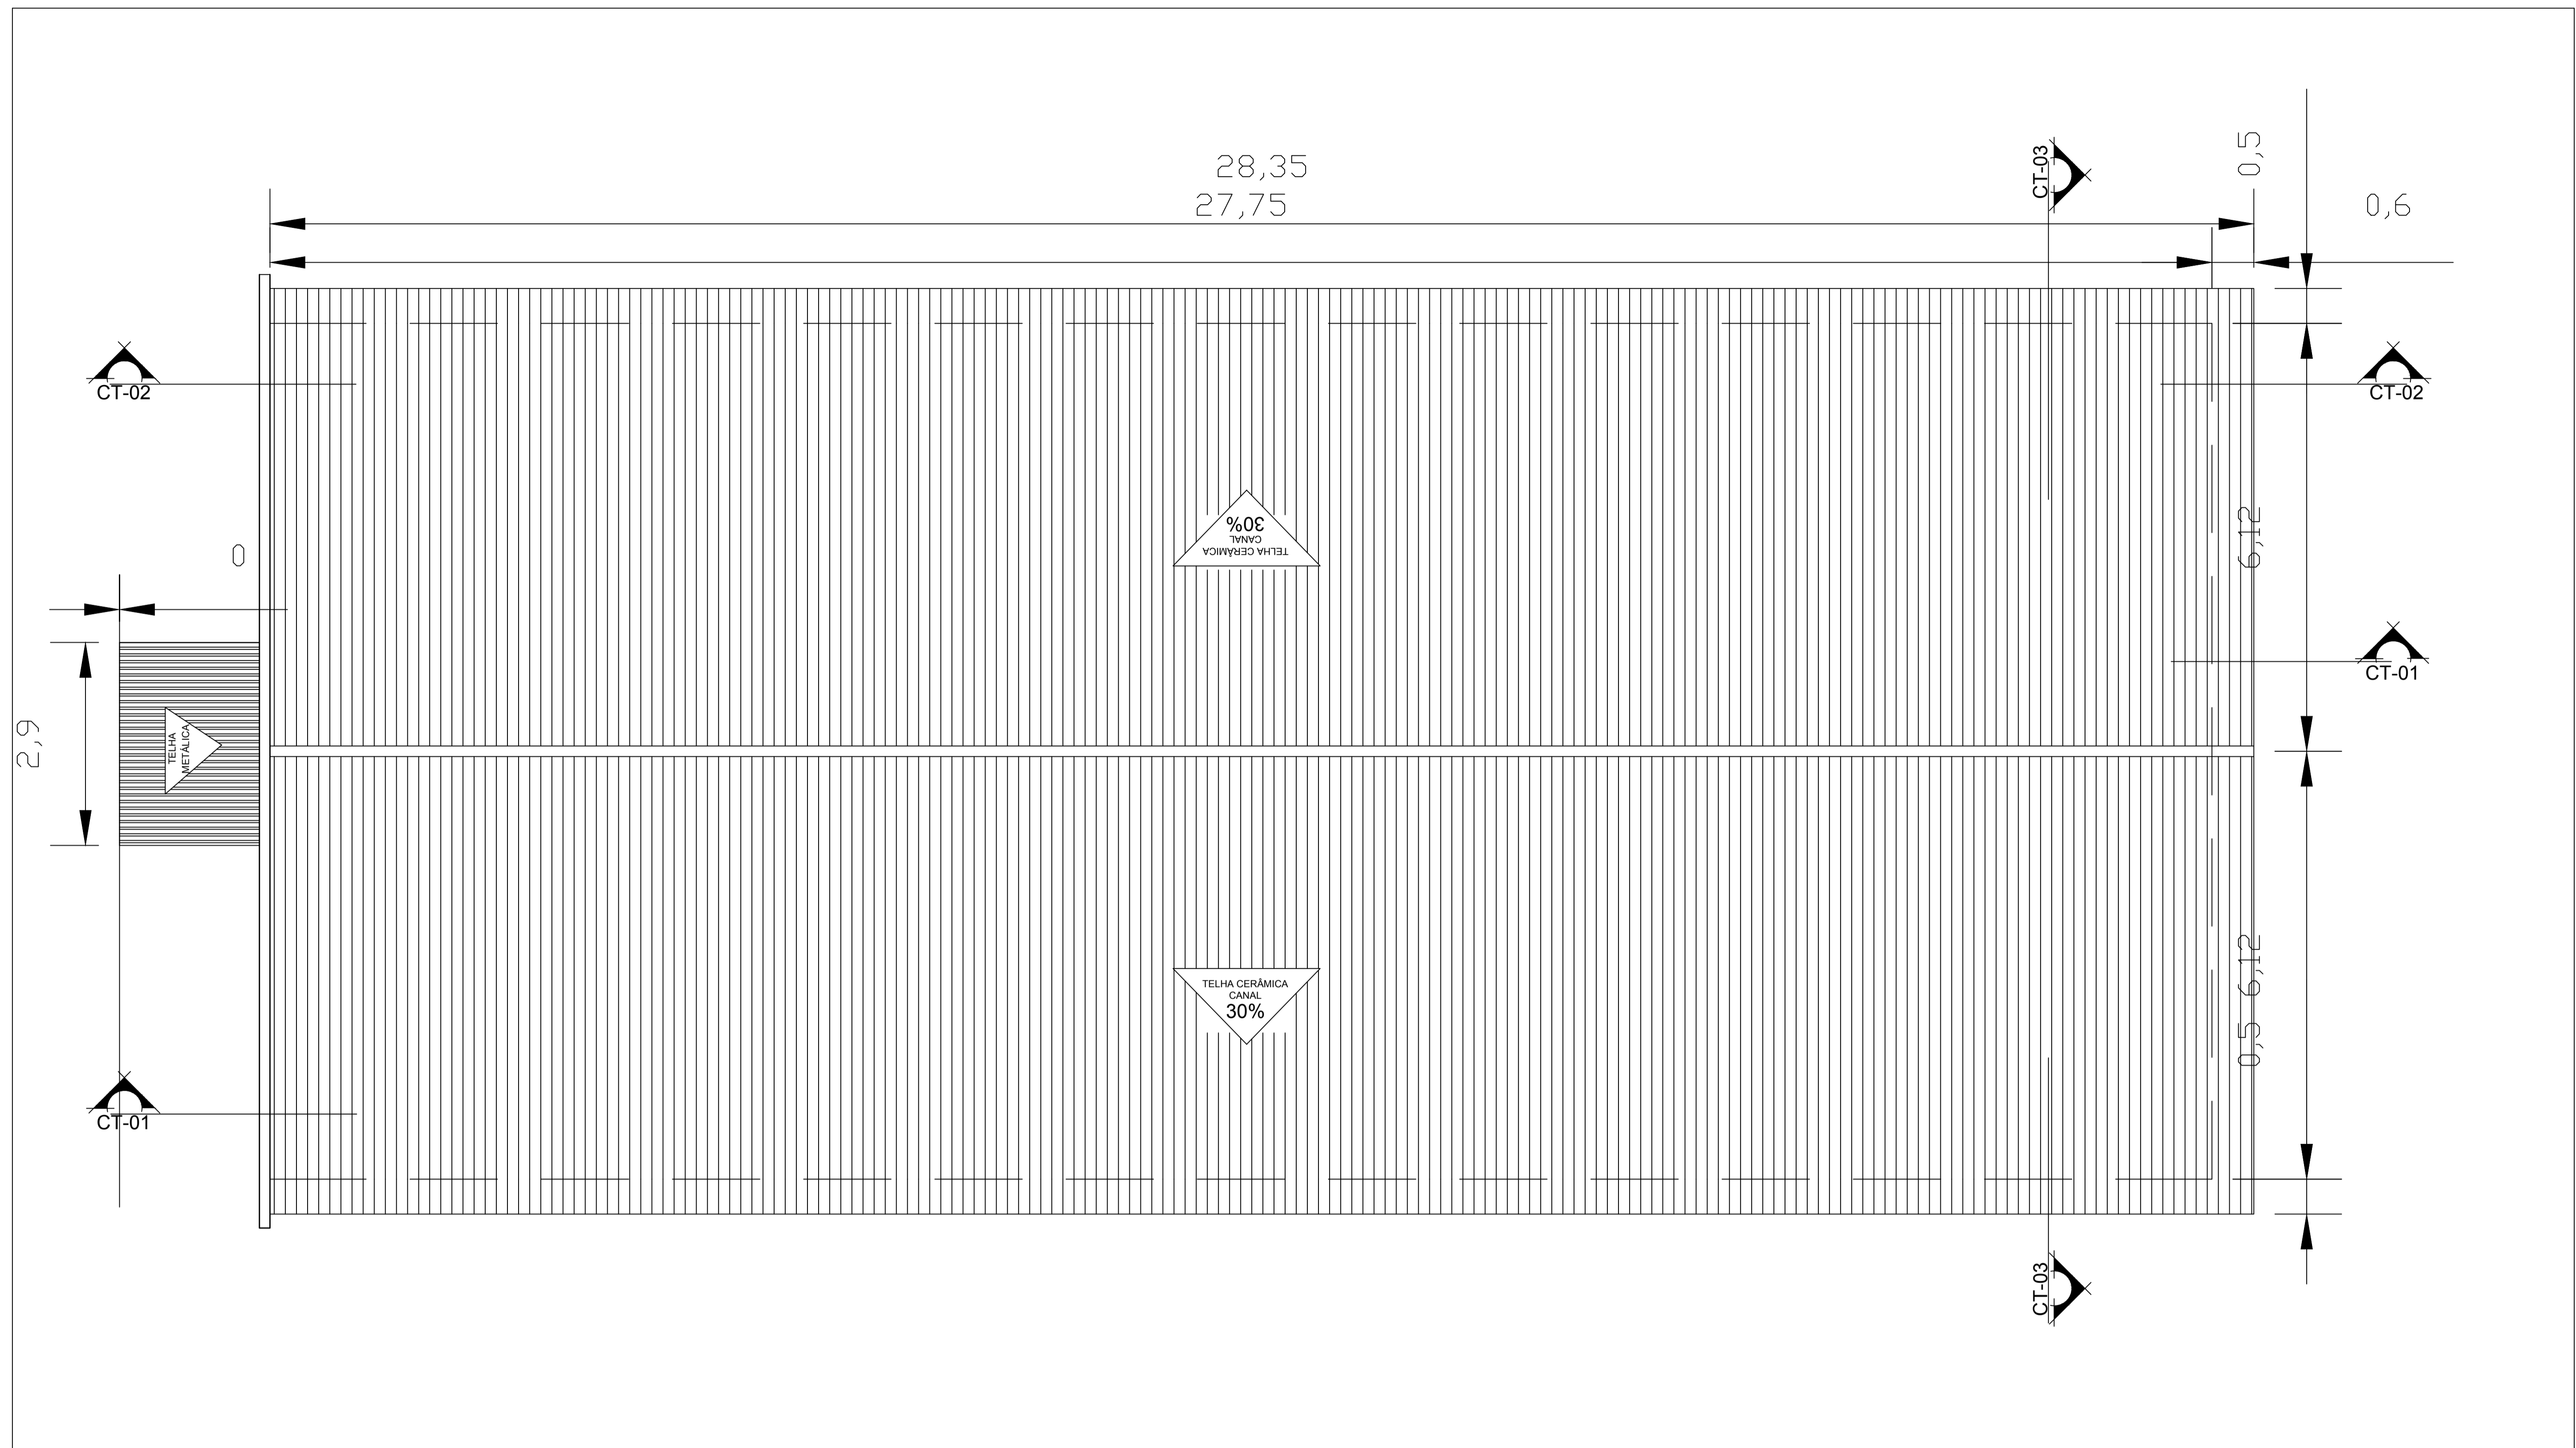 28,35
27,75
CT-03
0,5
0,6
CT-02
CT-02
30%
CANAL
TELHA CERÂMICA
6,12
0
CT-01
2,9
TELHA
METÁLICA
TELHA CERÂMICA
CANAL
30%
6,12
0,5
CT-01
CT-03